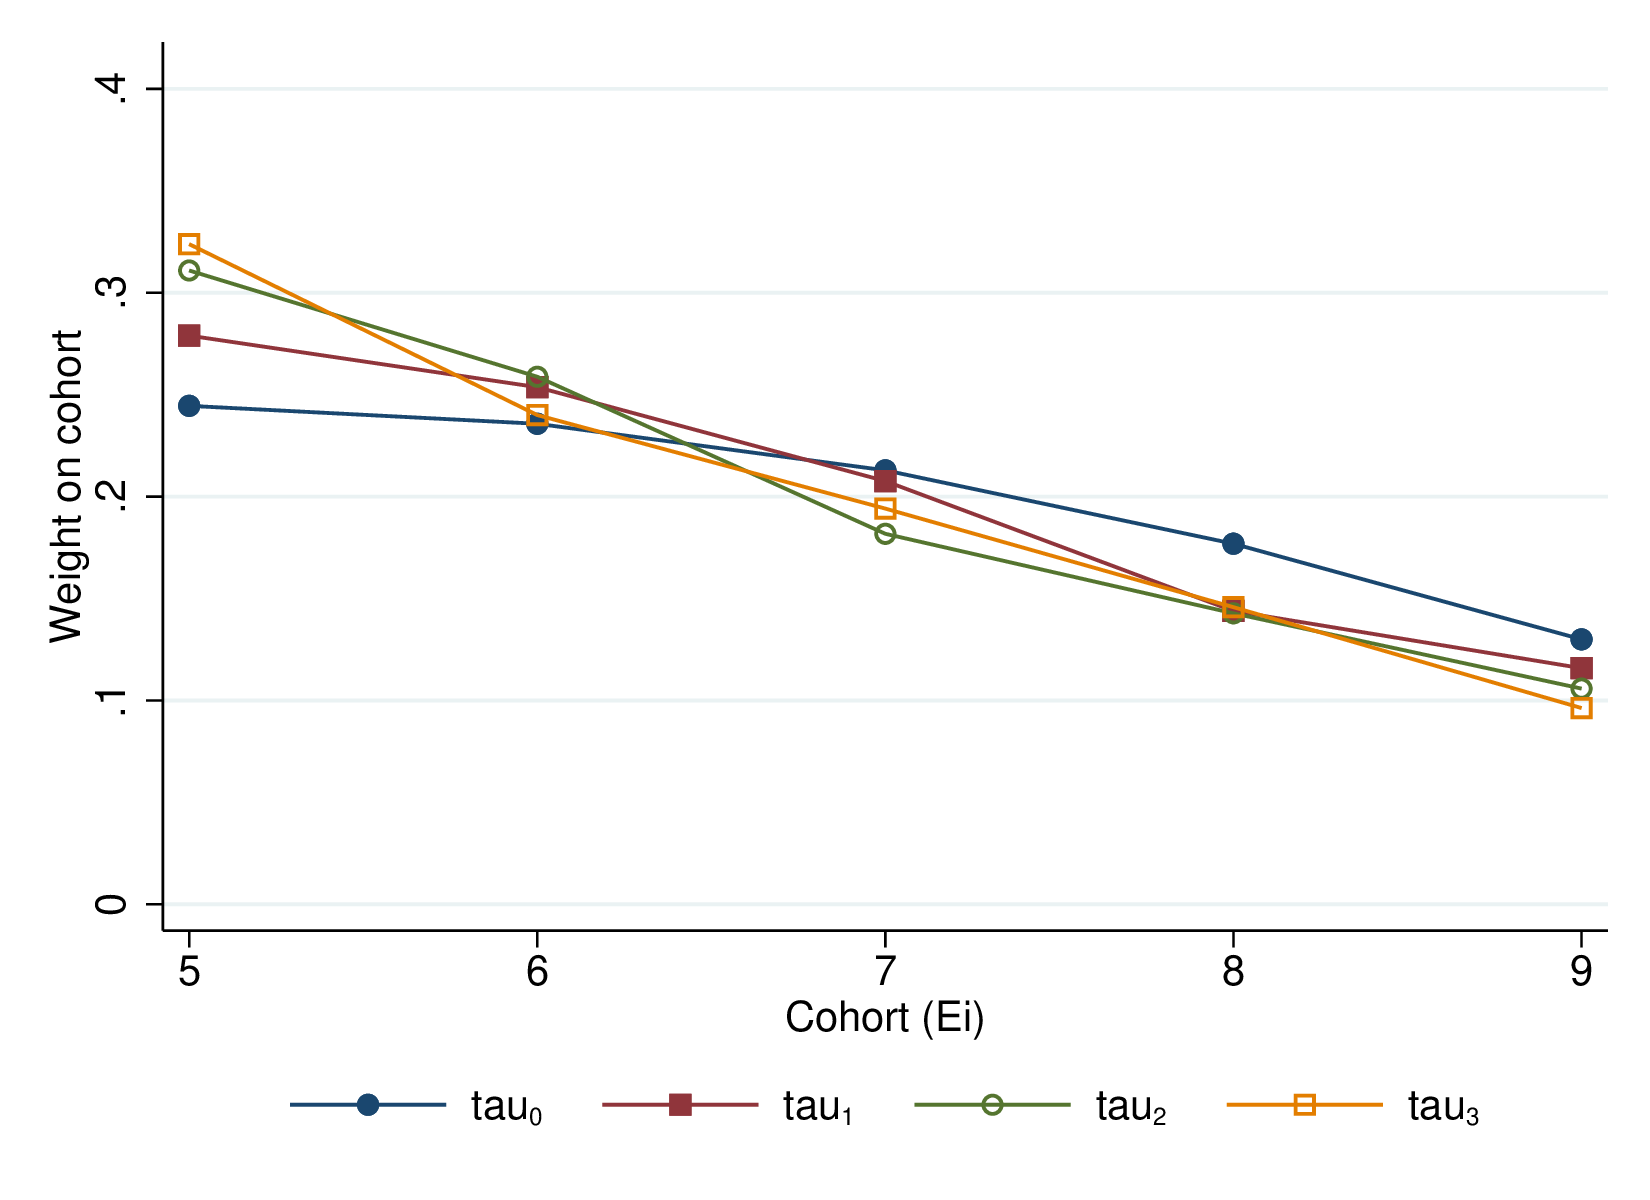 Weight on cohort
.4
.3
.2
.1
0
5 6 7 8 9
Cohort (Ei)
tau₀ tau₁ tau₂ tau₃